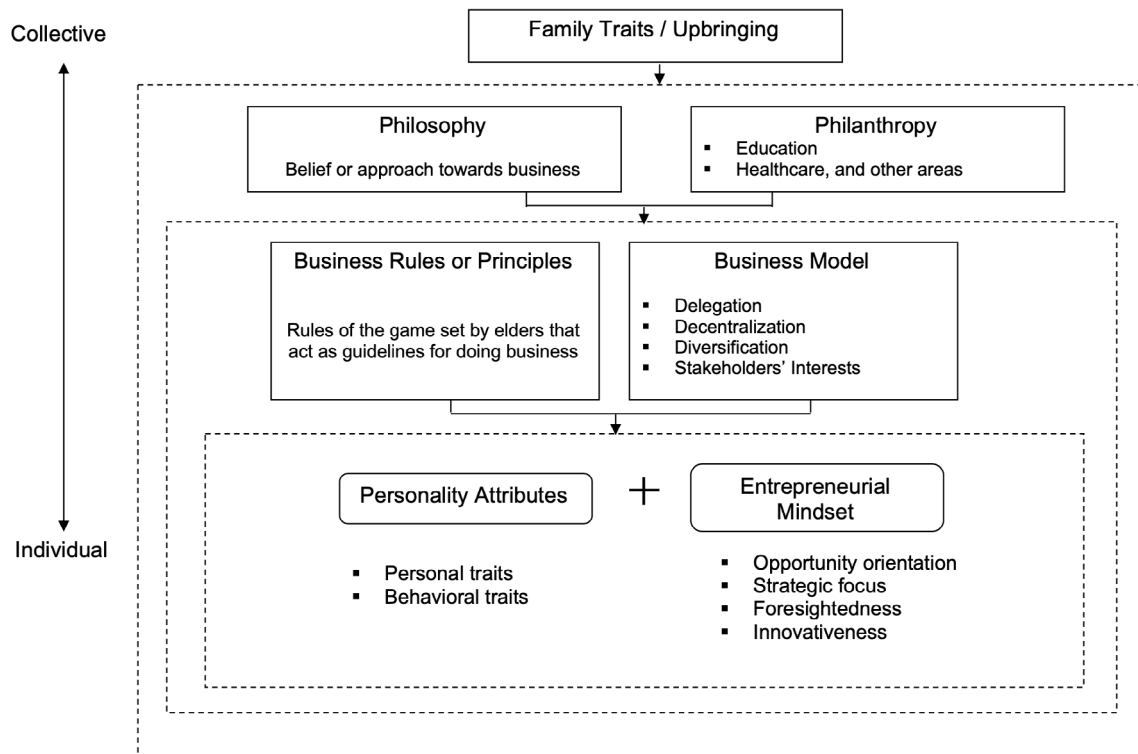 Collective
Family Traits / Upbringing
Philosophy
Belief or approach towards business
Philanthropy
▪ Education
▪ Healthcare, and other areas
Business Rules or Principles
Rules of the game set by elders that
act as guidelines for doing business
Business Model
▪ Delegation
▪ Decentralization
▪ Diversification
▪ Stakeholders' Interests
Individual
Personality Attributes
+
Entrepreneurial
Mindset
▪ Personal traits
▪ Behavioral traits
▪ Opportunity orientation
▪ Strategic focus
▪ Foresightedness
▪ Innovativeness